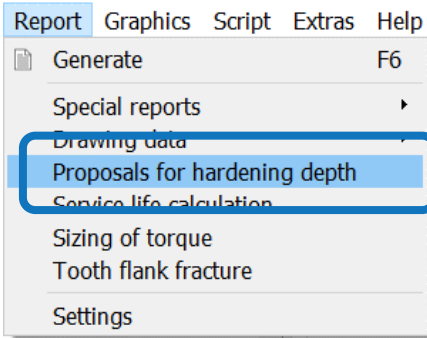 Report Graphics Script Extras Help
Generate F6
Special reports
Drawing data
Proposals for hardening depth
Service life calculation
Sizing of torque
Tooth flank fracture
Settings